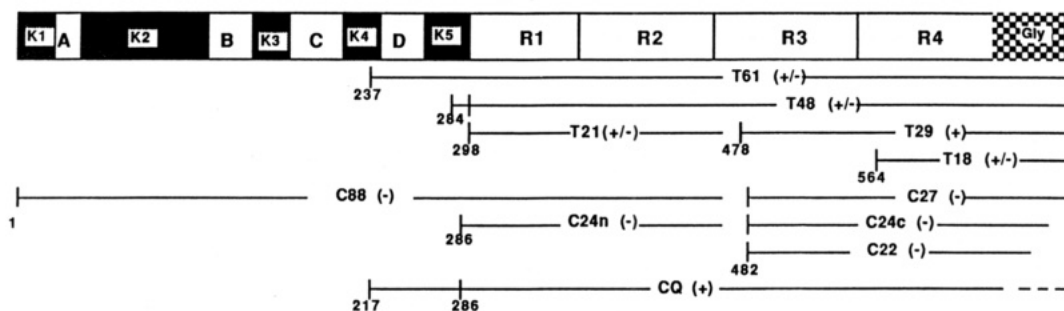 K1 A K2 B K3 C K4 D K5 R1 R2 R3 R4 Gly
T61 (+/-)
237
T48 (+/-)
284
T21(+/-) T29 (+)
298 478
T18 (+/-)
564
C88 (-) C27 (-)
1
C24n (-) C24c (-)
286
C22 (-)
482
CQ (+)
217 286